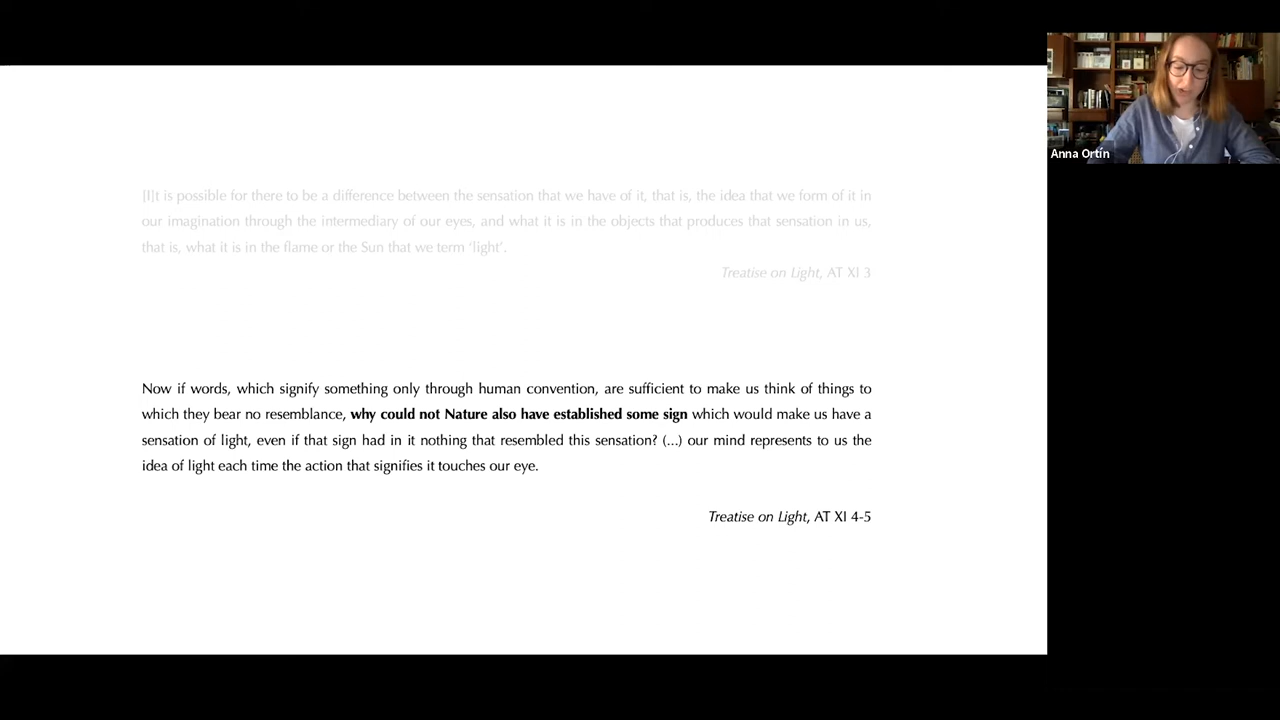 [I]t is possible for there to be a difference between the sensation that we have of it, that is, the idea that we form of it in
our imagination through the intermediary of our eyes, and what it is in the objects that produces that sensation in us,
that is, what it is in the flame or the Sun that we term ‘light’.
Treatise on Light, AT XI 3
Now if words, which signify something only through human convention, are sufficient to make us think of things to
which they bear no resemblance, why could not Nature also have established some sign which would make us have a
sensation of light, even if that sign had in it nothing that resembled this sensation? (...) our mind represents to us the
idea of light each time the action that signifies it touches our eye.
Treatise on Light, AT XI 4-5
Anna Ortín